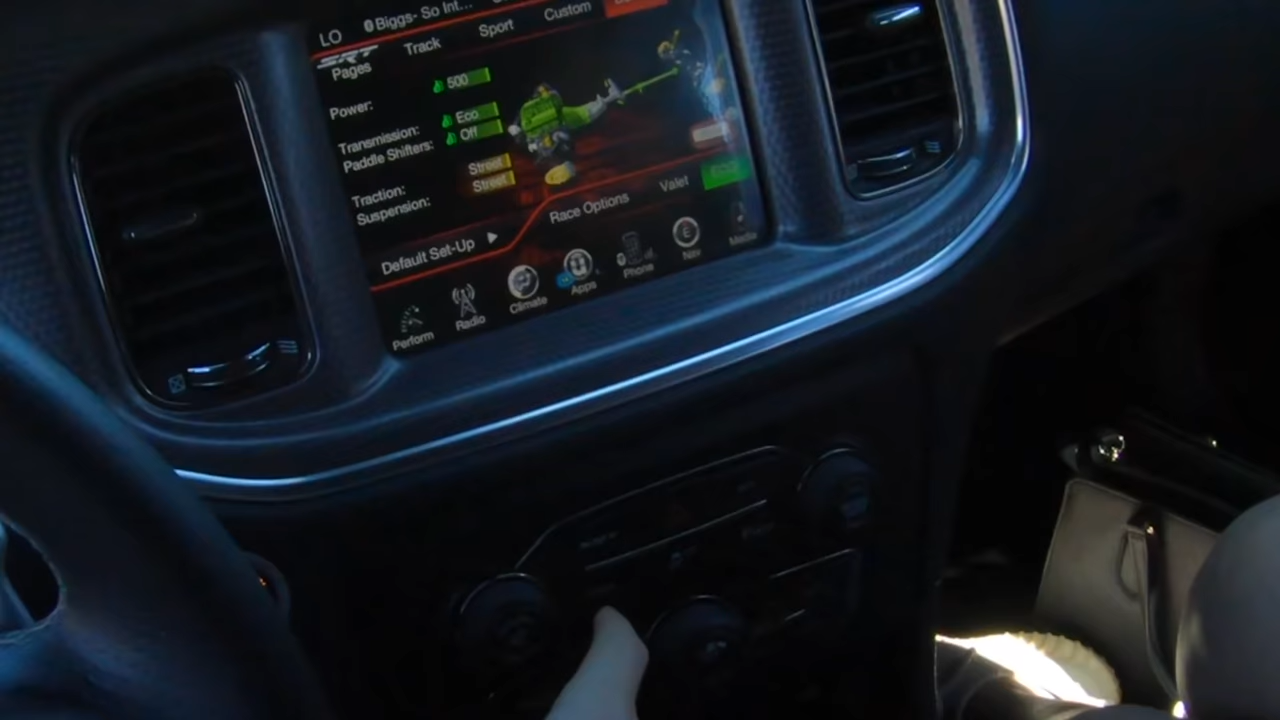 LO
Biggs- So Int...
SRT
Pages
Track
Sport
Custom
Power:
500
Transmission:
Eco
Paddle Shifters:
Off
Traction:
Street
Suspension:
Street
Default Set-Up
Race Options
Valet
Perform
Radio
Climate
Apps
Phone
Nav
Media